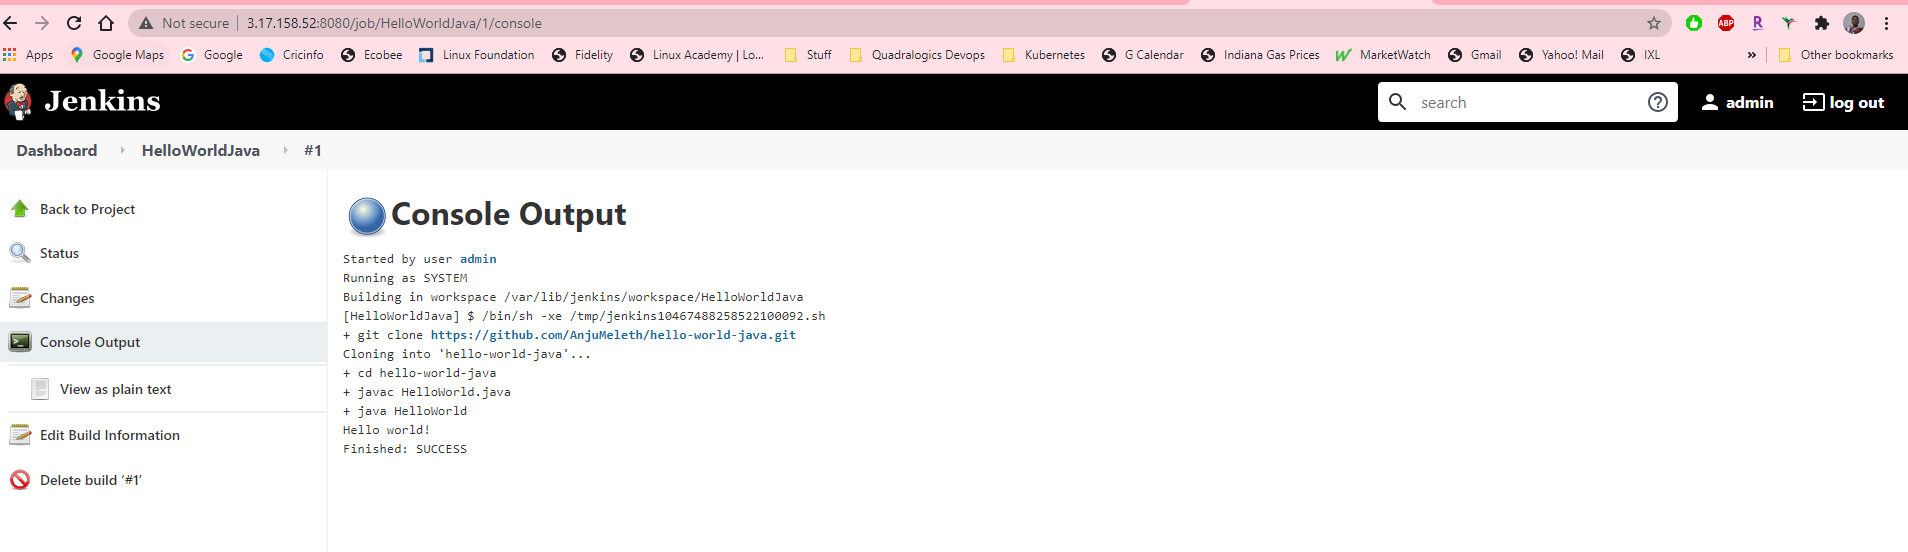 Not secure | 3.17.158.52:8080/job/HelloWorldJava/1/console
ABP R
Apps Google Maps Google Cricinfo Ecobee Linux Foundation Fidelity Linux Academy | Lo... Stuff Quadralogics Devops Kubernetes G Calendar Indiana Gas Prices MarketWatch Gmail Yahoo! Mail IXL » Other bookmarks
Jenkins search ? admin log out
Dashboard HelloWorldJava #1
Back to Project
Status
Changes
Console Output
View as plain text
Edit Build Information
Delete build ‘#1’
Console Output
Started by user admin
Running as SYSTEM
Building in workspace /var/lib/jenkins/workspace/HelloWorldJava
[HelloWorldJava] $ /bin/sh -xe /tmp/jenkins10467488258522100092.sh
+ git clone https://github.com/AnjuMeleth/hello-world-java.git
Cloning into 'hello-world-java'...
+ cd hello-world-java
+ javac HelloWorld.java
+ java HelloWorld
Hello world!
Finished: SUCCESS